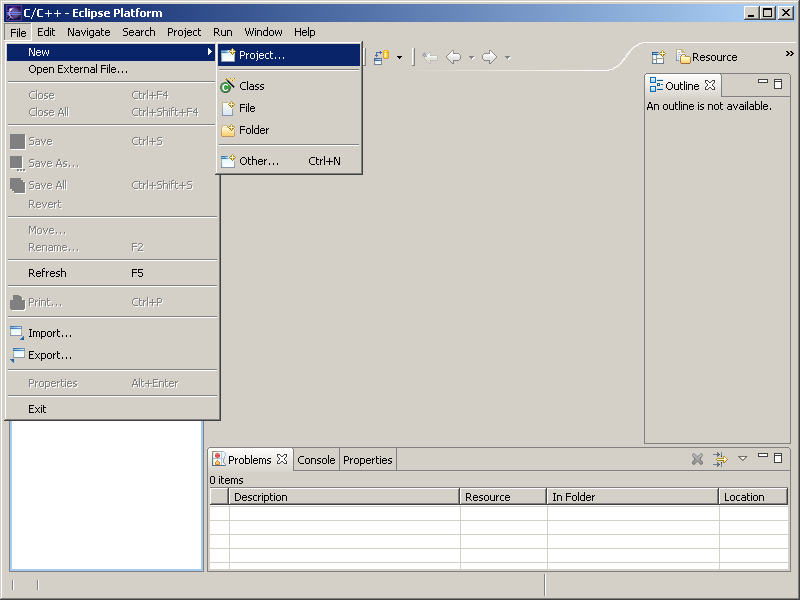 C/C++ - Eclipse Platform
File Edit Navigate Search Project Run Window Help
New
Open External File...
Close Ctrl+F4
Close All Ctrl+Shift+F4
Save Ctrl+S
Save As...
Save All Ctrl+Shift+S
Revert
Move...
Rename... F2
Refresh F5
Print... Ctrl+P
Import...
Export...
Properties Alt+Enter
Exit
Project...
Class
File
Folder
Other... Ctrl+N
Resource
Outline
An outline is not available.
Problems Console Properties
0 items
Description Resource In Folder Location